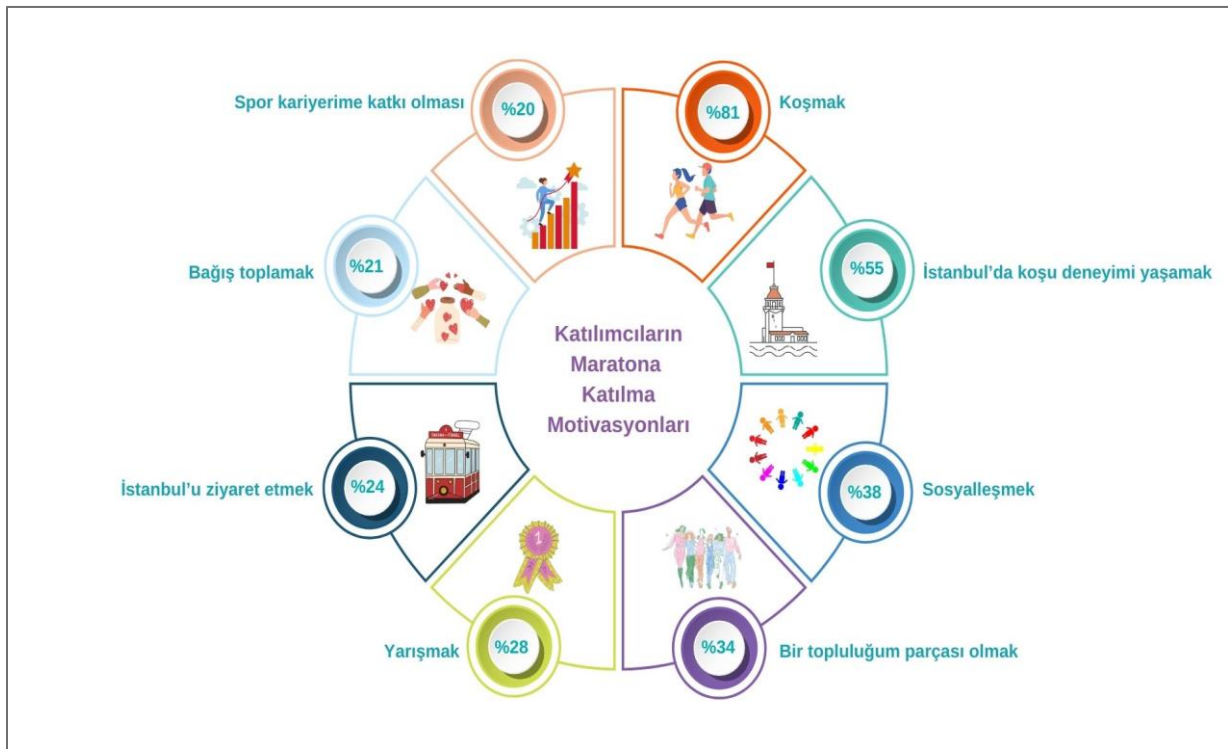 Katılımcıların
Maratona
Katılma
Motivasyonları
%81
Koşmak
%55
İstanbul’da koşu deneyimi yaşamak
%38
Sosyalleşmek
%34
Bir topluluğum parçası olmak
%28
Yarışmak
%24
İstanbul’u ziyaret etmek
%21
Bağış toplamak
%20
Spor kariyerime katkı olması
1